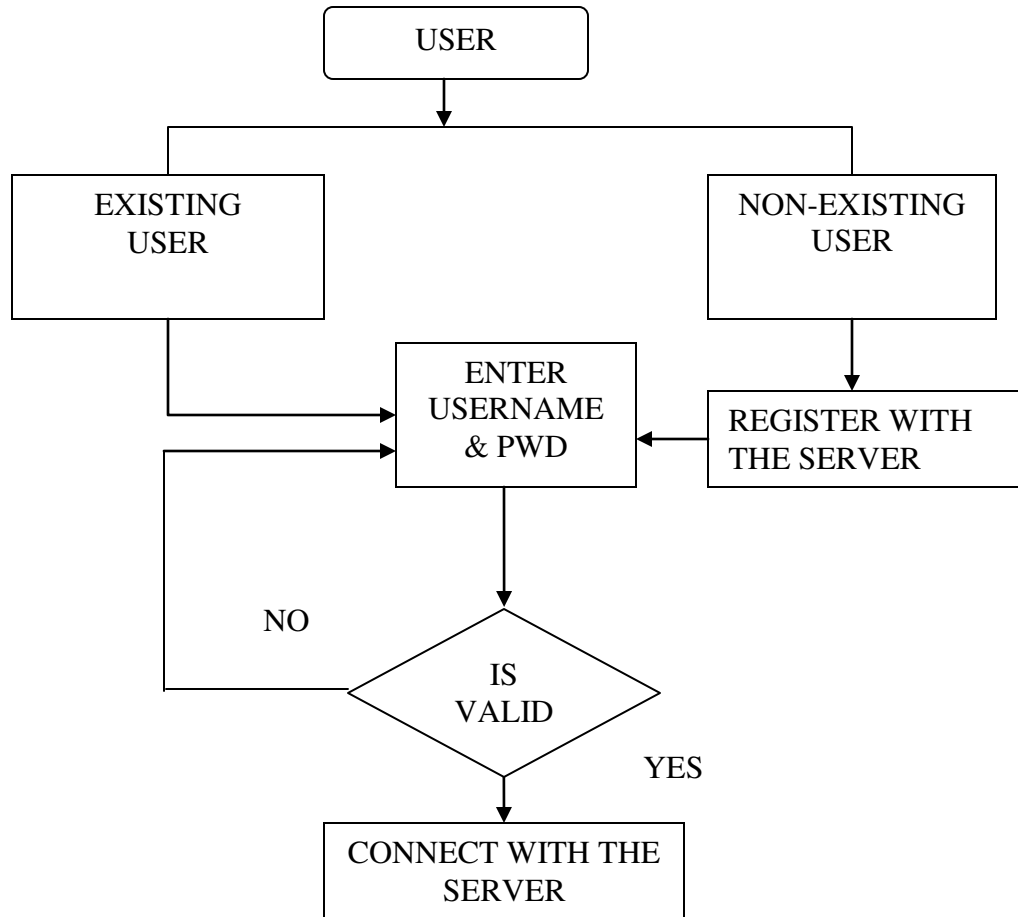 USER
EXISTING
USER
NON-EXISTING
USER
ENTER
USERNAME
& PWD
REGISTER WITH
THE SERVER
NO
IS
VALID
YES
CONNECT WITH THE
SERVER